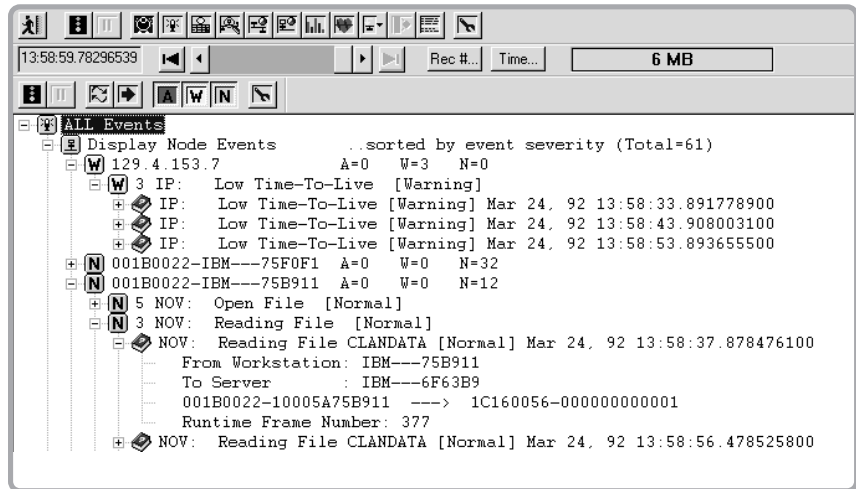 13:58:59.78296539 Rec #... Time... 6 MB
A W N
ALL Events
Display Node Events ..sorted by event severity (Total=61)
W 129.4.153.7 A=0 W=3 N=0
W 3 IP: Low Time-To-Live [Warning]
IP: Low Time-To-Live [Warning] Mar 24, 92 13:58:33.891778900
IP: Low Time-To-Live [Warning] Mar 24, 92 13:58:43.908003100
IP: Low Time-To-Live [Warning] Mar 24, 92 13:58:53.893655500
N 001B0022-IBM---75F0F1 A=0 W=0 N=32
N 001B0022-IBM---75B911 A=0 W=0 N=12
N 5 NOV: Open File [Normal]
N 3 NOV: Reading File [Normal]
NOV: Reading File CLANDATA [Normal] Mar 24, 92 13:58:37.878476100
From Workstation: IBM---75B911
To Server : IBM---6F63B9
001B0022-10005A75B911 ---> 1C160056-000000000001
Runtime Frame Number: 377
NOV: Reading File CLANDATA [Normal] Mar 24, 92 13:58:56.478525800